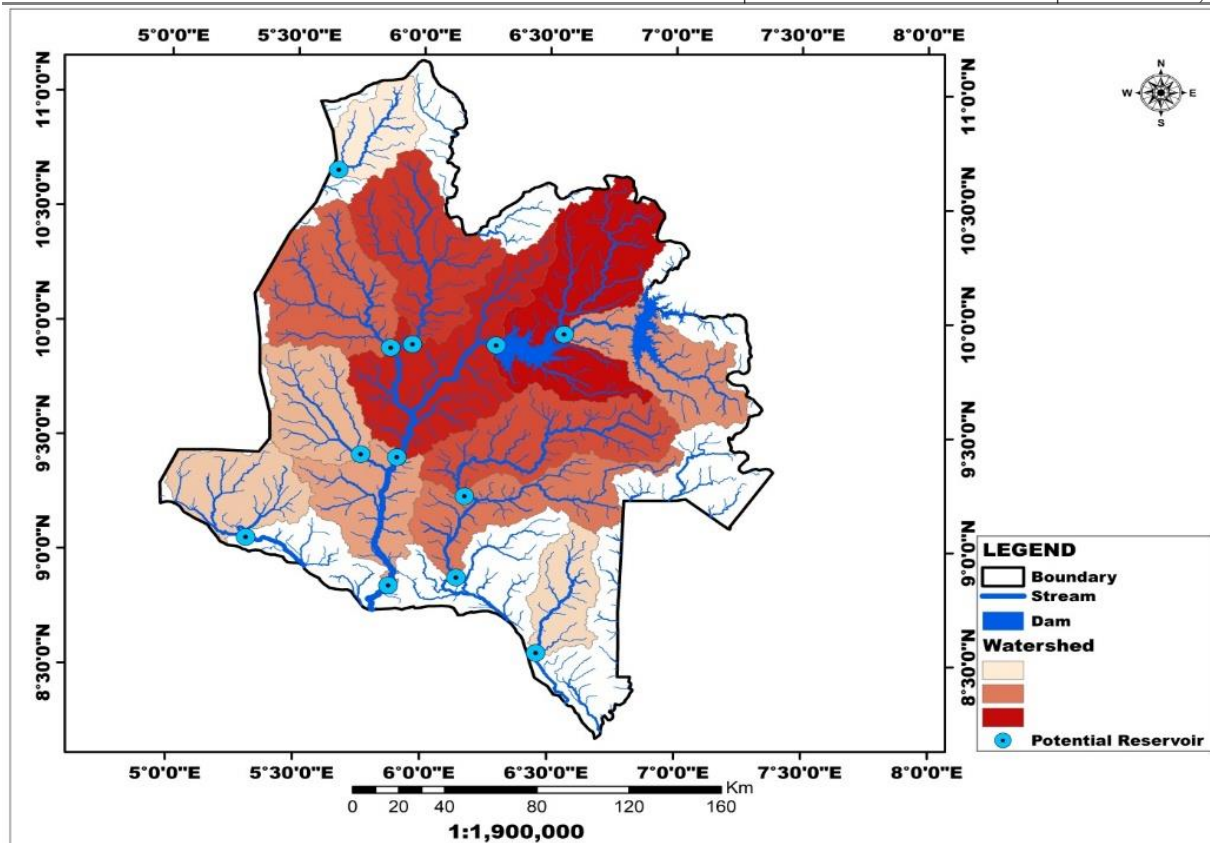 5°0'0"E 5°30'0"E 6°0'0"E 6°30'0"E 7°0'0"E 7°30'0"E 8°0'0"E
N
W E
S
11°0'0"N 11°0'0"N
10°30'0"N 10°30'0"N
10°0'0"N 10°0'0"N
9°30'0"N 9°30'0"N
9°0'0"N 9°0'0"N
8°30'0"N 8°30'0"N
LEGEND
Boundary
Stream
Dam
Watershed
Potential Reservoir
5°0'0"E 5°30'0"E 6°0'0"E 6°30'0"E 7°0'0"E 7°30'0"E 8°0'0"E
Km
0 20 40 80 120 160
1:1,900,000